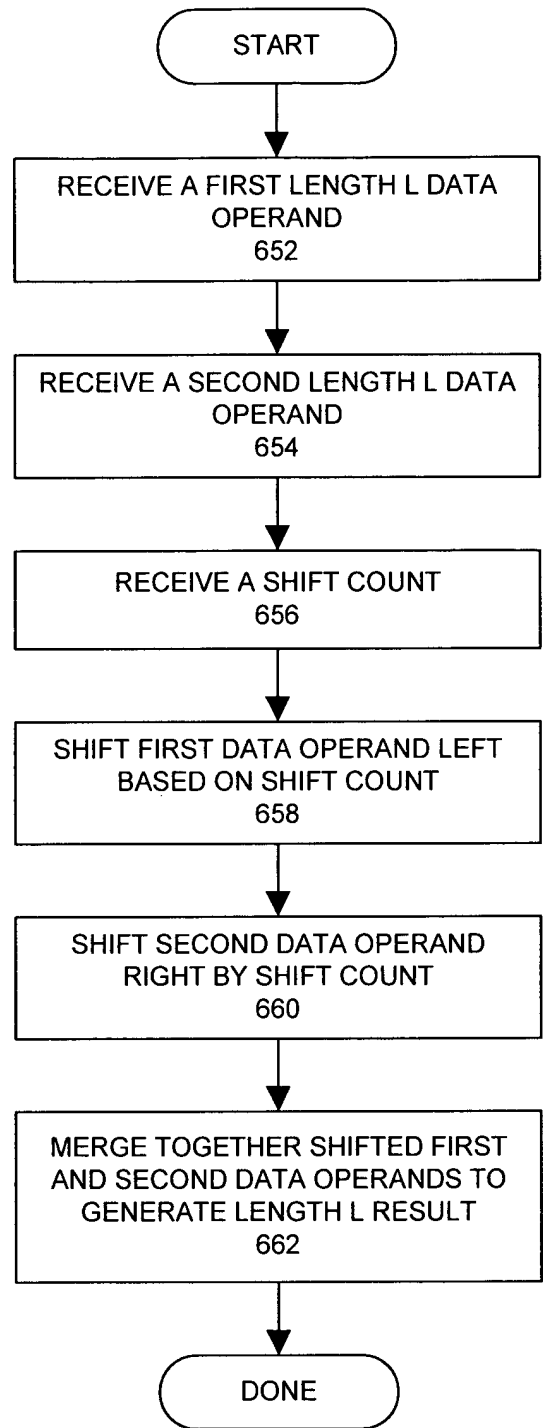 START
RECEIVE A FIRST LENGTH L DATA
OPERAND
652
RECEIVE A SECOND LENGTH L DATA
OPERAND
654
RECEIVE A SHIFT COUNT
656
SHIFT FIRST DATA OPERAND LEFT
BASED ON SHIFT COUNT
658
SHIFT SECOND DATA OPERAND
RIGHT BY SHIFT COUNT
660
MERGE TOGETHER SHIFTED FIRST
AND SECOND DATA OPERANDS TO
GENERATE LENGTH L RESULT
662
DONE